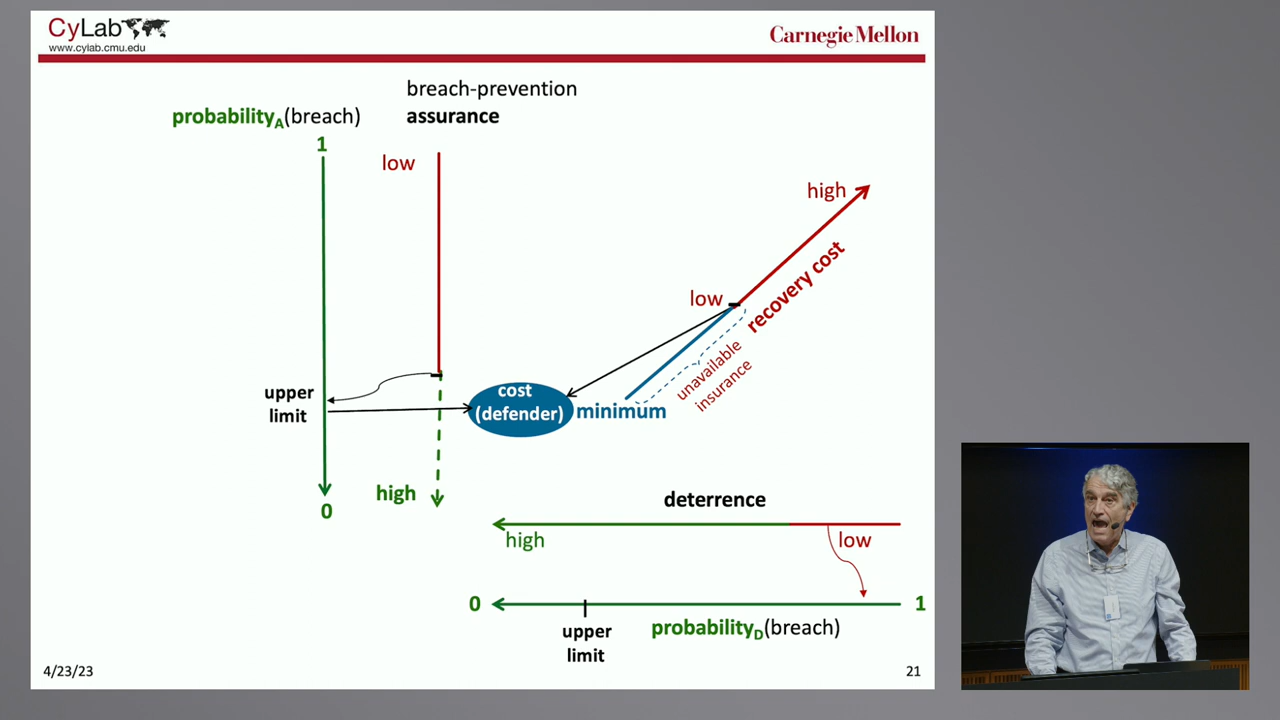 CyLab
www.cylab.cmu.edu
Carnegie Mellon
breach-prevention
probabilityA(breach)
assurance
1
low
high
recovery cost
low
unavailable
insurance
upper
limit
cost
(defender)
minimum
high
0
deterrence
high
low
0
1
upper
limit
probabilityD(breach)
4/23/23
21